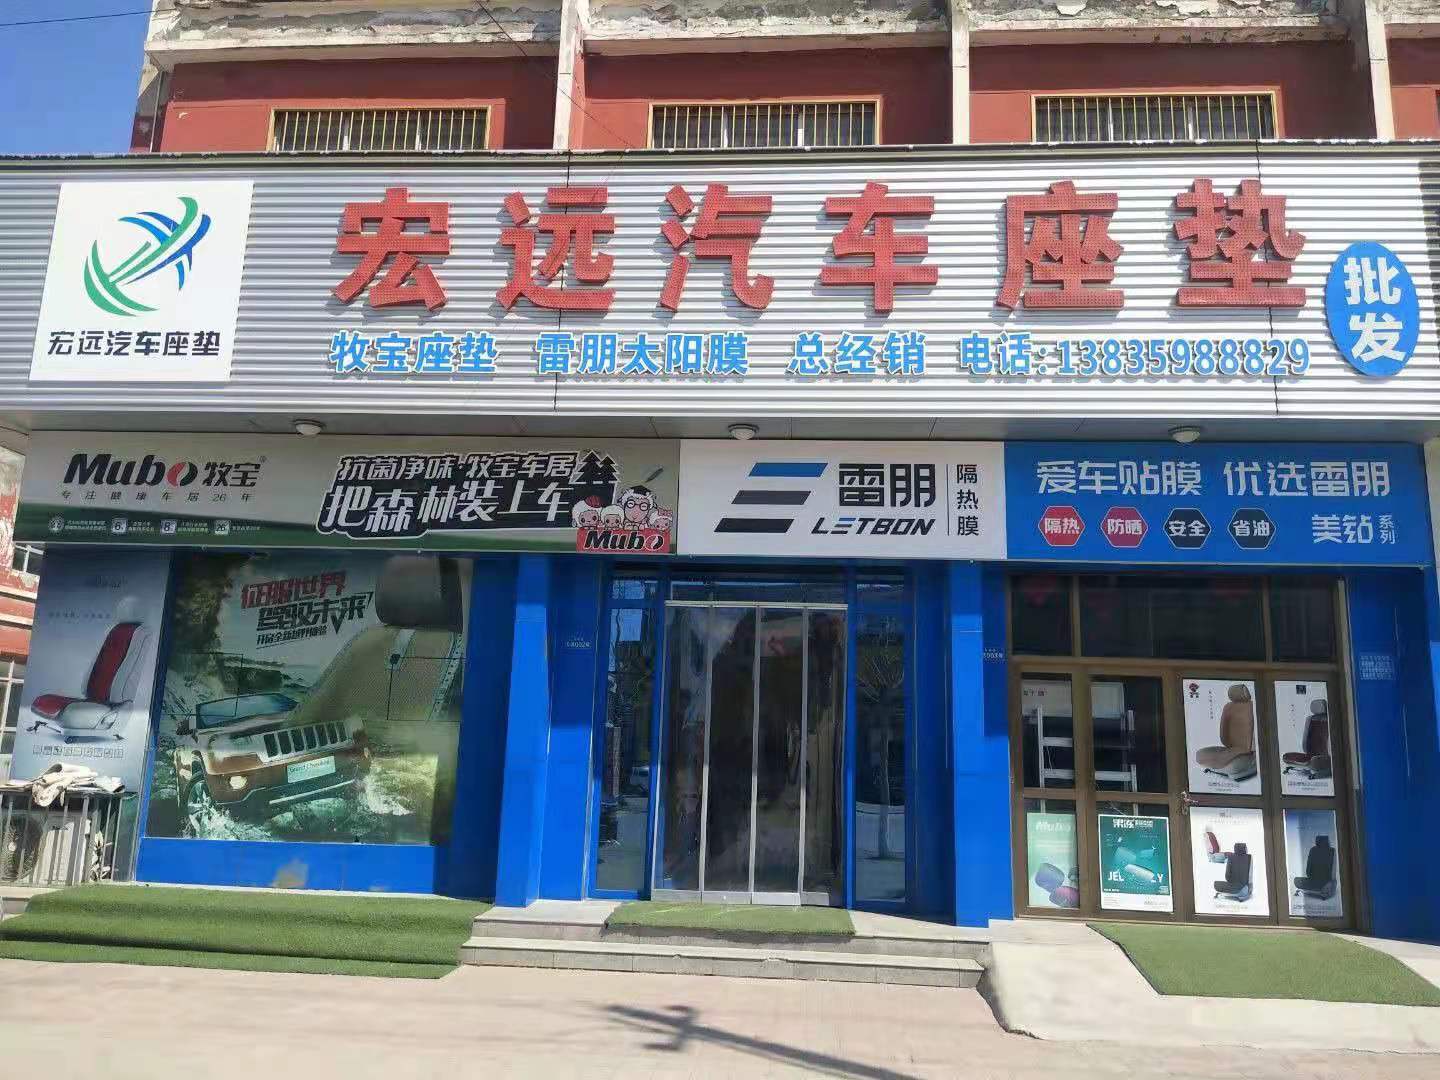 宏远汽车座垫
宏远汽车座垫
批发
牧宝座垫 雷朋太阳膜 总经销 电话:13835988829
Mubo牧宝®
专注健康车居26年
抗菌净味·牧宝车居
把森林装上车
Mubo
雷朋
LETBON
隔热膜
爱车贴膜 优选雷朋
隔热 防晒 安全 省油
美钻系列
征服世界
驾驭未来
Mubo
果冻